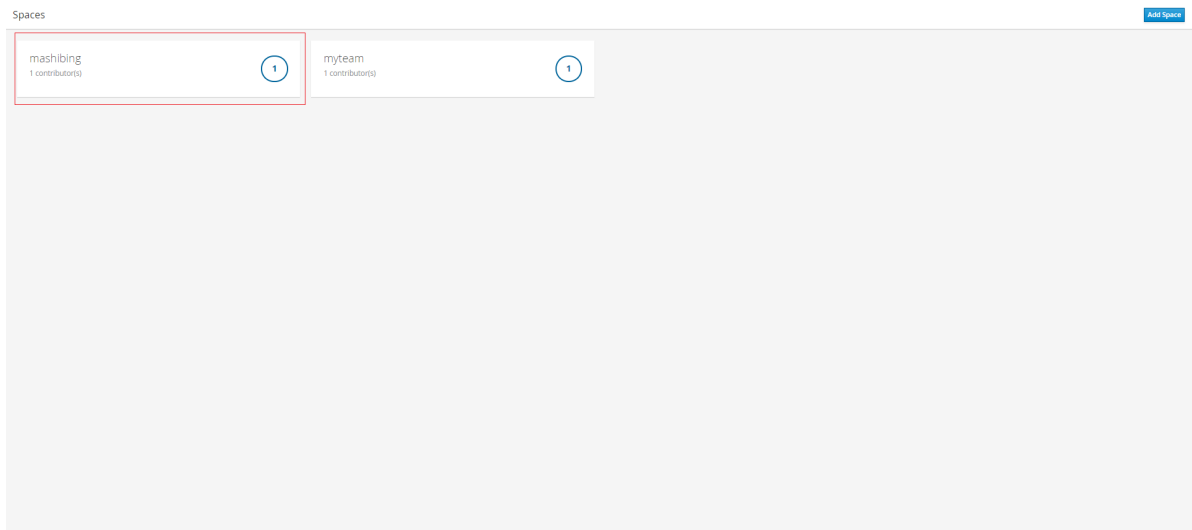 Spaces
Add Space
mashibing
1 contributor(s)
1
myteam
1 contributor(s)
1